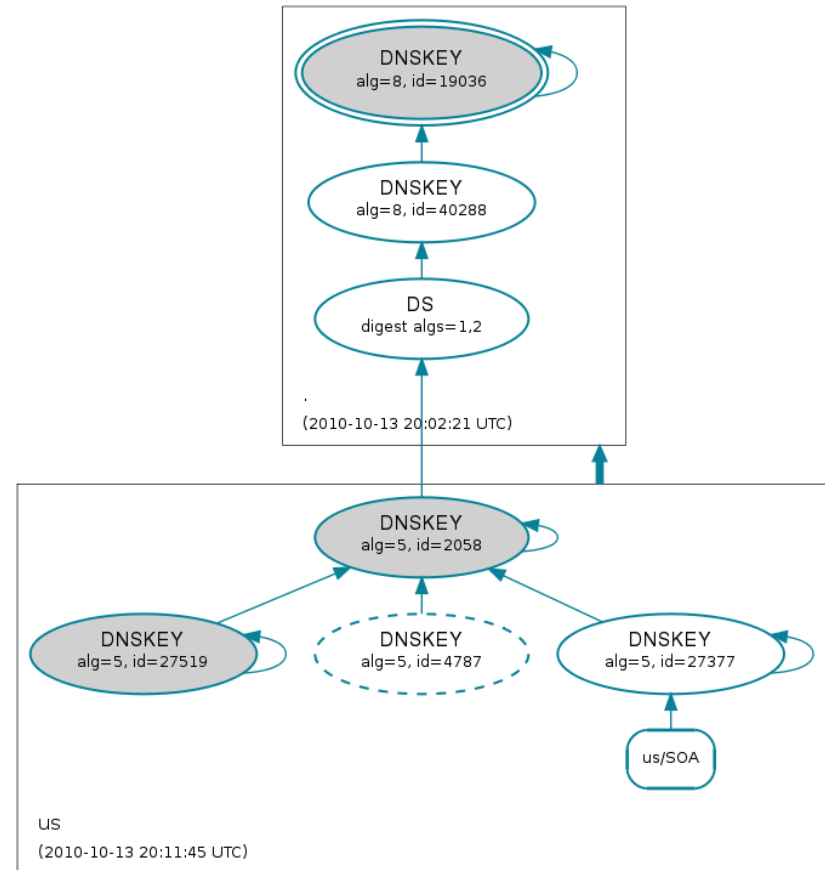 DNSKEY
alg=8, id=19036
DNSKEY
alg=8, id=40288
DS
digest algs=1,2
.
(2010-10-13 20:02:21 UTC)
DNSKEY
alg=5, id=2058
DNSKEY
alg=5, id=27519
DNSKEY
alg=5, id=4787
DNSKEY
alg=5, id=27377
us/SOA
us
(2010-10-13 20:11:45 UTC)